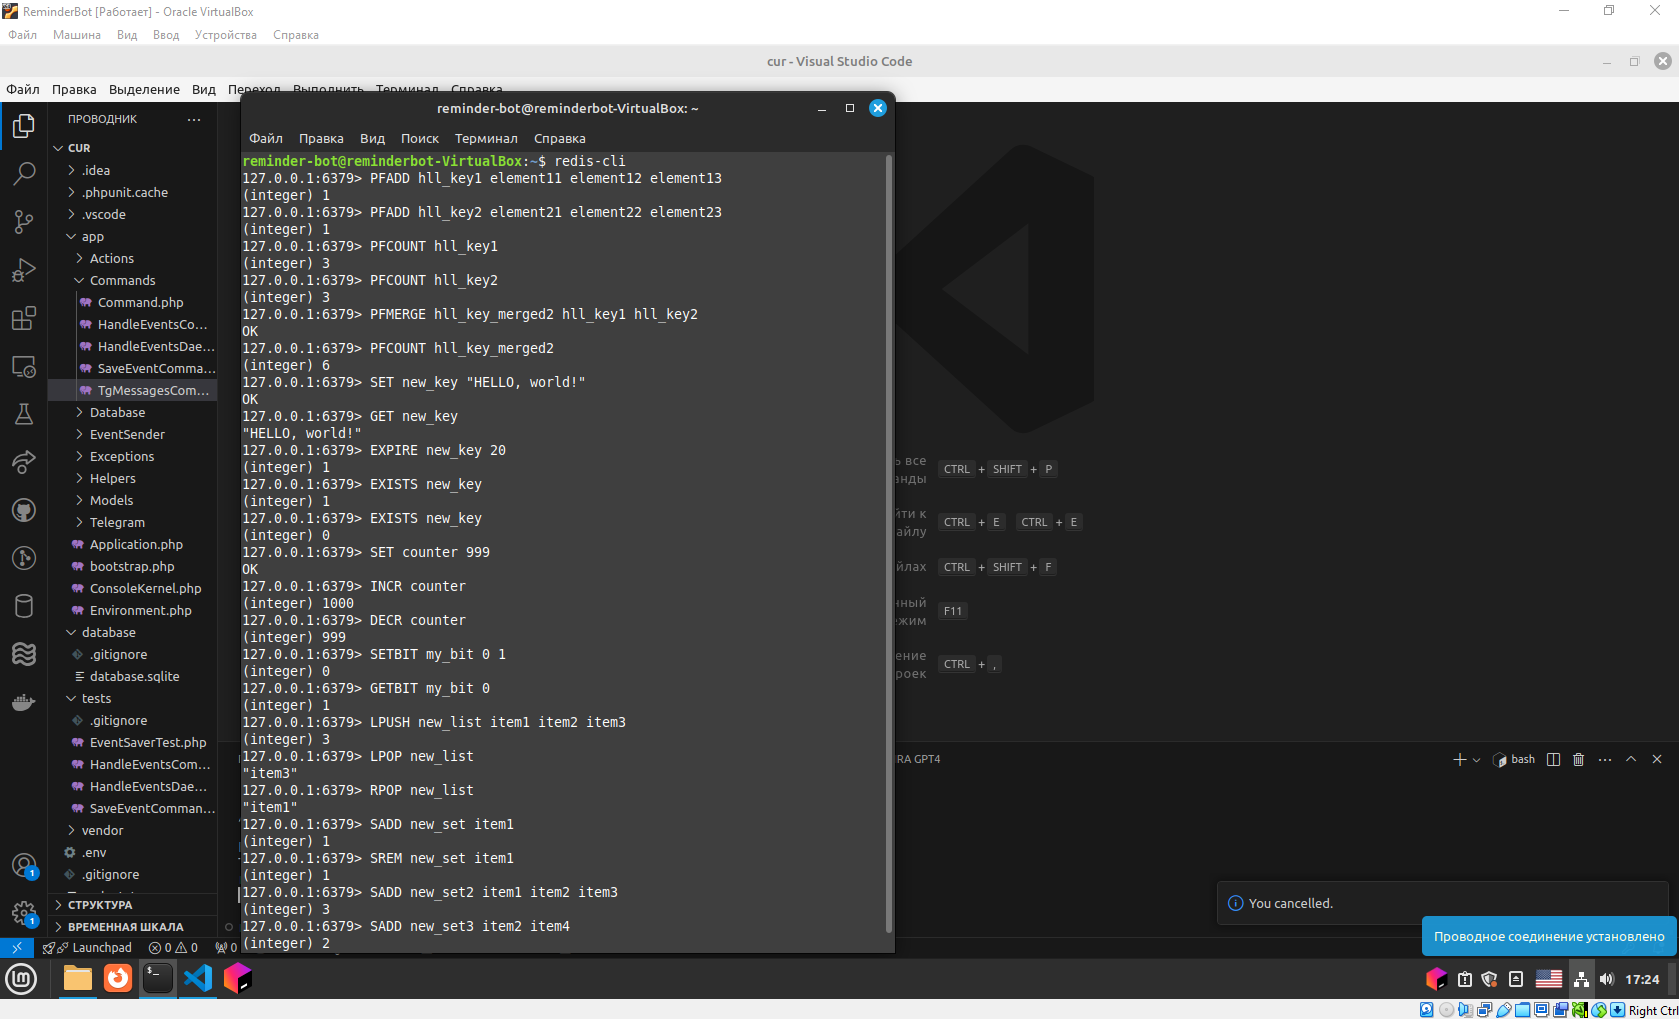 ReminderBot [Работает] - Oracle VirtualBox
Файл Машина Вид Ввод Устройства Справка
cur - Visual Studio Code
Файл Правка Выделение Вид Переход Выполнить Терминал Справка
ПРОВОДНИК
CUR
.idea
.phpunit.cache
.vscode
app
Actions
Commands
Command.php
HandleEventsCo...
HandleEventsDae...
SaveEventComma...
TgMessagesCom...
Database
EventSender
Exceptions
Helpers
Models
Telegram
Application.php
bootstrap.php
ConsoleKernel.php
Environment.php
database
.gitignore
database.sqlite
tests
.gitignore
EventSaverTest.php
HandleEventsCom...
HandleEventsDae...
SaveEventComman...
vendor
.env
.gitignore
СТРУКТУРА
ВРЕМЕННАЯ ШКАЛА
reminder-bot@reminderbot-VirtualBox: ~
Файл Правка Вид Поиск Терминал Справка
reminder-bot@reminderbot-VirtualBox:~$ redis-cli
127.0.0.1:6379> PFADD hll_key1 element11 element12 element13
(integer) 1
127.0.0.1:6379> PFADD hll_key2 element21 element22 element23
(integer) 1
127.0.0.1:6379> PFCOUNT hll_key1
(integer) 3
127.0.0.1:6379> PFCOUNT hll_key2
(integer) 3
127.0.0.1:6379> PFMERGE hll_key_merged2 hll_key1 hll_key2
OK
127.0.0.1:6379> PFCOUNT hll_key_merged2
(integer) 6
127.0.0.1:6379> SET new_key "HELLO, world!"
OK
127.0.0.1:6379> GET new_key
"HELLO, world!"
127.0.0.1:6379> EXPIRE new_key 20
(integer) 1
127.0.0.1:6379> EXISTS new_key
(integer) 1
127.0.0.1:6379> EXISTS new_key
(integer) 0
127.0.0.1:6379> SET counter 999
OK
127.0.0.1:6379> INCR counter
(integer) 1000
127.0.0.1:6379> DECR counter
(integer) 999
127.0.0.1:6379> SETBIT my_bit 0 1
(integer) 0
127.0.0.1:6379> GETBIT my_bit 0
(integer) 1
127.0.0.1:6379> LPUSH new_list item1 item2 item3
(integer) 3
127.0.0.1:6379> LPOP new_list
"item3"
127.0.0.1:6379> RPOP new_list
"item1"
127.0.0.1:6379> SADD new_set item1
(integer) 1
127.0.0.1:6379> SREM new_set item1
(integer) 1
127.0.0.1:6379> SADD new_set2 item1 item2 item3
(integer) 3
127.0.0.1:6379> SADD new_set3 item2 item4
(integer) 2
ь все
анды
CTRL + SHIFT + P
йти к
айлу
CTRL + E CTRL + E
йлах
CTRL + SHIFT + F
нный
ежим
F11
ение
роек
CTRL + ,
RA GPT4
bash
You cancelled.
Проводное соединение установлено
Launchpad 0 0 0
17:24
Right Ctrl